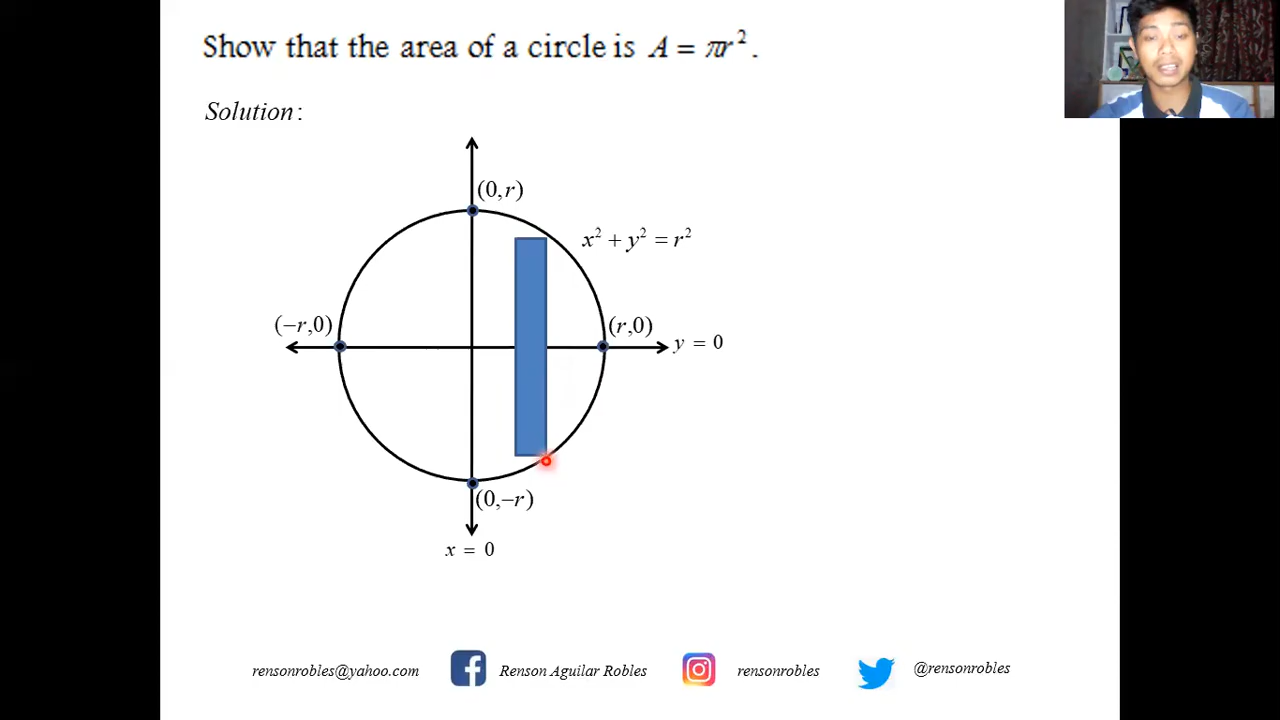 Show that the area of a circle is A = πr².
Solution:
(0,r)
x² + y² = r²
(−r,0)
(r,0)
y = 0
(0,−r)
x = 0
rensonrobles@yahoo.com
Renson Aguilar Robles
rensonrobles
@rensonrobles